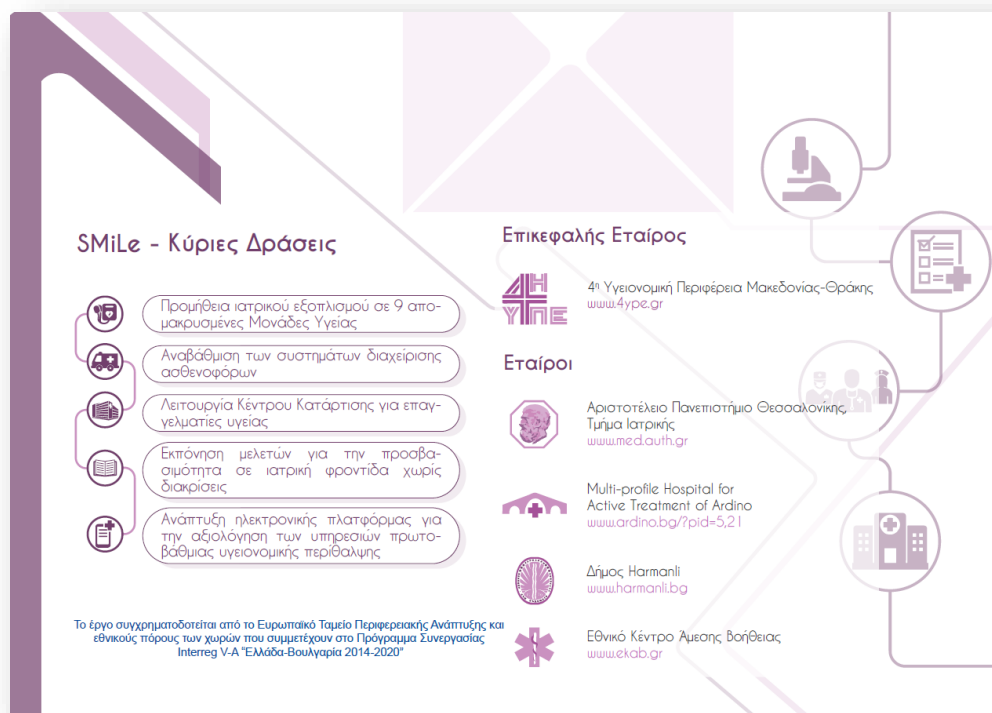 SMiLe - Κύριες Δράσεις
Προμήθεια ιατρικού εξοπλισμού σε 9 απο-
μακρυσμένες Μονάδες Υγείας
Αναβάθμιση των συστημάτων διαχείρισης
ασθενοφόρων
Λειτουργία Κέντρου Κατάρτισης για επαγ-
γελματίες υγείας
Εκπόνηση μελετών για την προσβα-
σιμότητα σε ιατρική φροντίδα χωρίς
διακρίσεις
Ανάπτυξη ηλεκτρονικής πλατφόρμας για
την αξιολόγηση των υπηρεσιών πρωτο-
βάθμιας υγειονομικής περίθαλψης
Το έργο συγχρηματοδοτείται από το Ευρωπαϊκό Ταμείο Περιφερειακής Ανάπτυξης και
εθνικούς πόρους των χωρών που συμμετέχουν στο Πρόγραμμα Συνεργασίας
Interreg V-A "Ελλάδα-Βουλγαρία 2014-2020"
Επικεφαλής Εταίρος
4Η
ΥΠΕ
4η Υγειονομική Περιφέρεια Μακεδονίας-Θράκης
www.4ype.gr
Εταίροι
Αριστοτέλειο Πανεπιστήμιο Θεσσαλονίκης,
Τμήμα Ιατρικής
www.med.auth.gr
Multi-profile Hospital for
Active Treatment of Ardino
www.ardino.bg/?pid=5,21
Δήμος Harmanli
www.harmanli.bg
Εθνικό Κέντρο Άμεσης Βοήθειας
www.ekab.gr